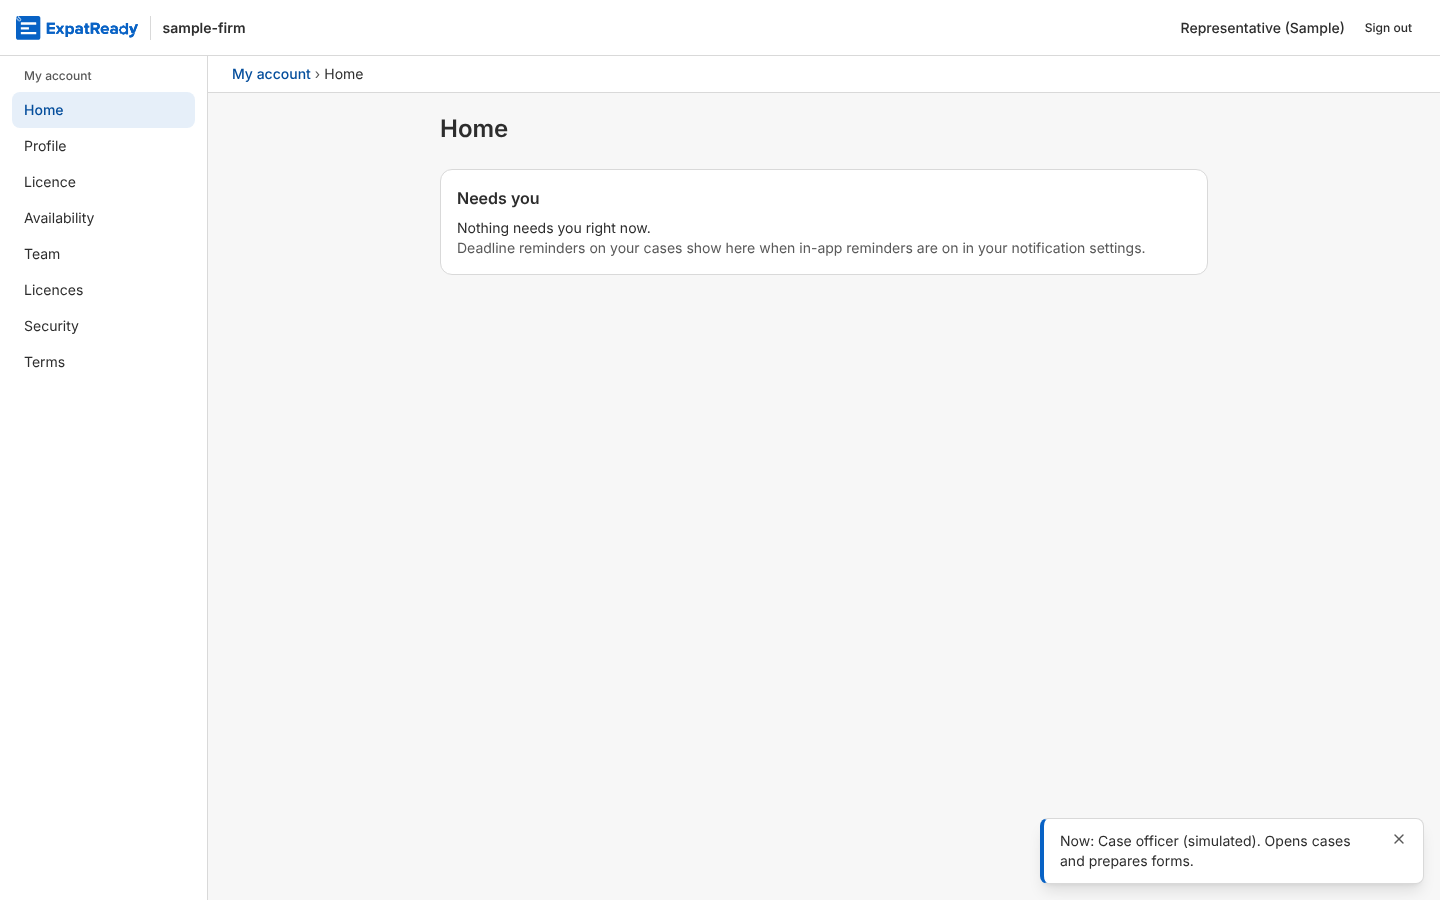 ExpatReady
sample-firm
Representative (Sample)
Sign out
My account
Home
Profile
Licence
Availability
Team
Licences
Security
Terms
My account › Home
Home
Needs you
Nothing needs you right now.
Deadline reminders on your cases show here when in-app reminders are on in your notification settings.
Now: Case officer (simulated). Opens cases
and prepares forms.